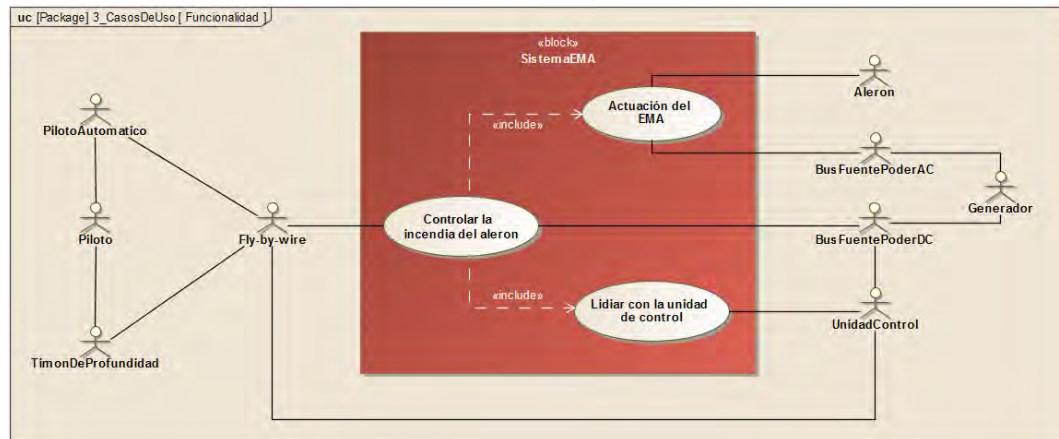 uc [Package] 3_CasosDeUso [ Funcionalidad ]
«block»
SistemaEMA
Actuación del
EMA
Aleron
«include»
PilotoAutomatico
BusFuentePoderAC
Generador
Controlar la
incendia del aleron
Piloto
Fly-by-wire
BusFuentePoderDC
«include»
Lidiar con la unidad
de control
UnidadControl
TimonDeProfundidad